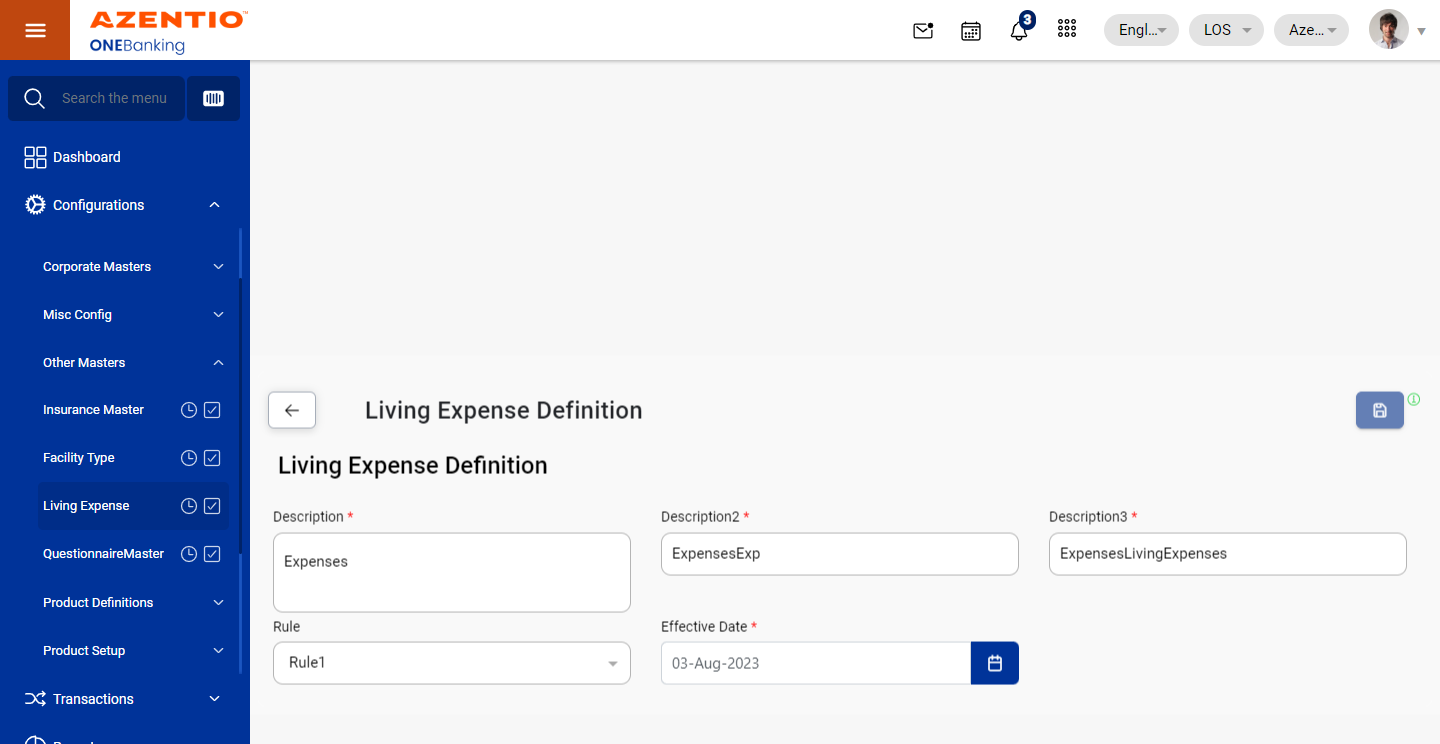 AZENTIO™
ONEBanking
3
Engl...
LOS
Aze...
Search the menu
Dashboard
Configurations
Corporate Masters
Misc Config
Other Masters
Insurance Master
Facility Type
Living Expense
QuestionnaireMaster
Product Definitions
Product Setup
Transactions
Living Expense Definition
Living Expense Definition
Description *
Description2 *
Description3 *
Expenses
ExpensesExp
ExpensesLivingExpenses
Rule
Effective Date *
Rule1
03-Aug-2023